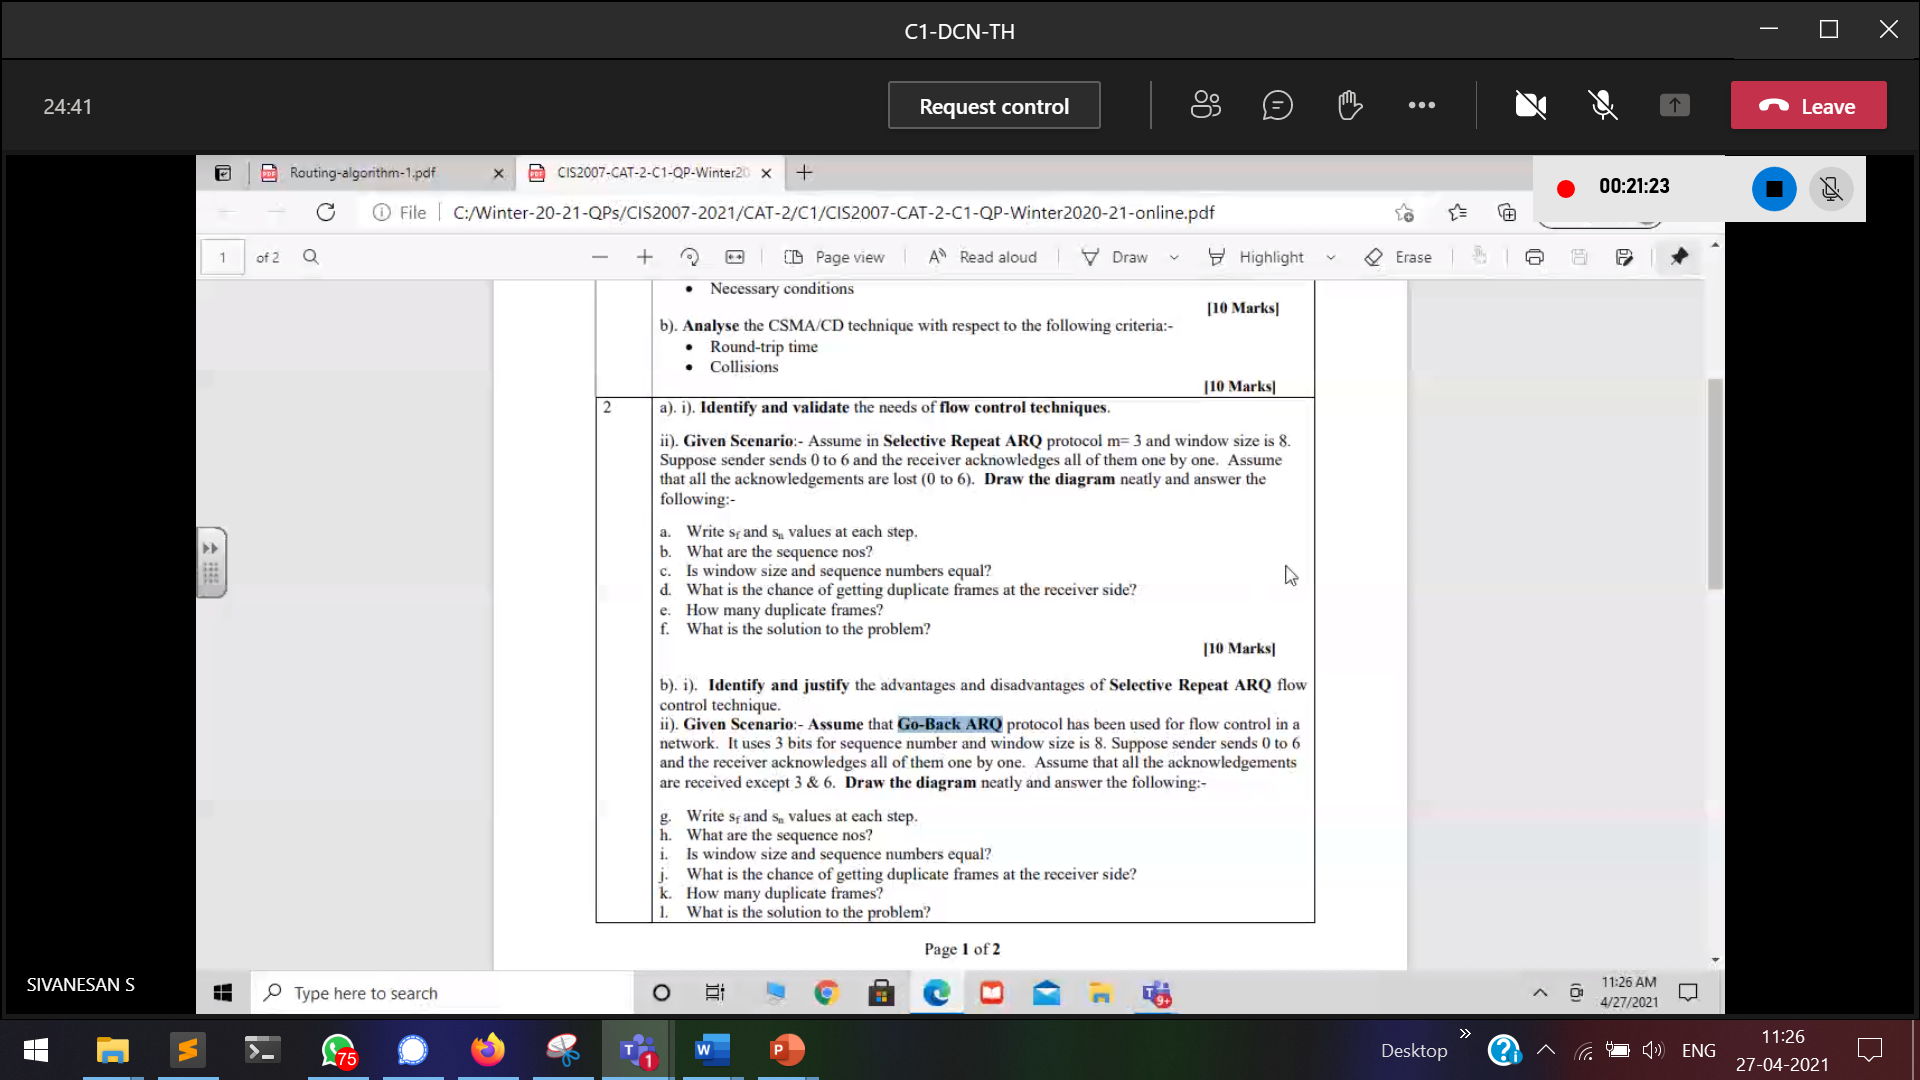 C1-DCN-TH
24:41
Request control
Leave
Routing-algorithm-1.pdf
CIS2007-CAT-2-C1-QP-Winter20
00:21:23
File
C:/Winter-20-21-QPs/CIS2007-2021/CAT-2/C1/CIS2007-CAT-2-C1-QP-Winter2020-21-online.pdf
1 of 2
Page view
Read aloud
Draw
Highlight
Erase
• Necessary conditions
[10 Marks]
b). Analyse the CSMA/CD technique with respect to the following criteria:-
• Round-trip time
• Collisions
[10 Marks]
2
a). i). Identify and validate the needs of flow control techniques.
ii). Given Scenario:- Assume in Selective Repeat ARQ protocol m= 3 and window size is 8.
Suppose sender sends 0 to 6 and the receiver acknowledges all of them one by one. Assume
that all the acknowledgements are lost (0 to 6). Draw the diagram neatly and answer the
following:-
a. Write sf and sn values at each step.
b. What are the sequence nos?
c. Is window size and sequence numbers equal?
d. What is the chance of getting duplicate frames at the receiver side?
e. How many duplicate frames?
f. What is the solution to the problem?
[10 Marks]
b). i). Identify and justify the advantages and disadvantages of Selective Repeat ARQ flow
control technique.
ii). Given Scenario:- Assume that Go-Back ARQ protocol has been used for flow control in a
network. It uses 3 bits for sequence number and window size is 8. Suppose sender sends 0 to 6
and the receiver acknowledges all of them one by one. Assume that all the acknowledgements
are received except 3 & 6. Draw the diagram neatly and answer the following:-
g. Write sf and sn values at each step.
h. What are the sequence nos?
i. Is window size and sequence numbers equal?
j. What is the chance of getting duplicate frames at the receiver side?
k. How many duplicate frames?
l. What is the solution to the problem?
Page 1 of 2
SIVANESAN S
Type here to search
9+
11:26 AM
4/27/2021
75
1
Desktop
ENG
11:26
27-04-2021